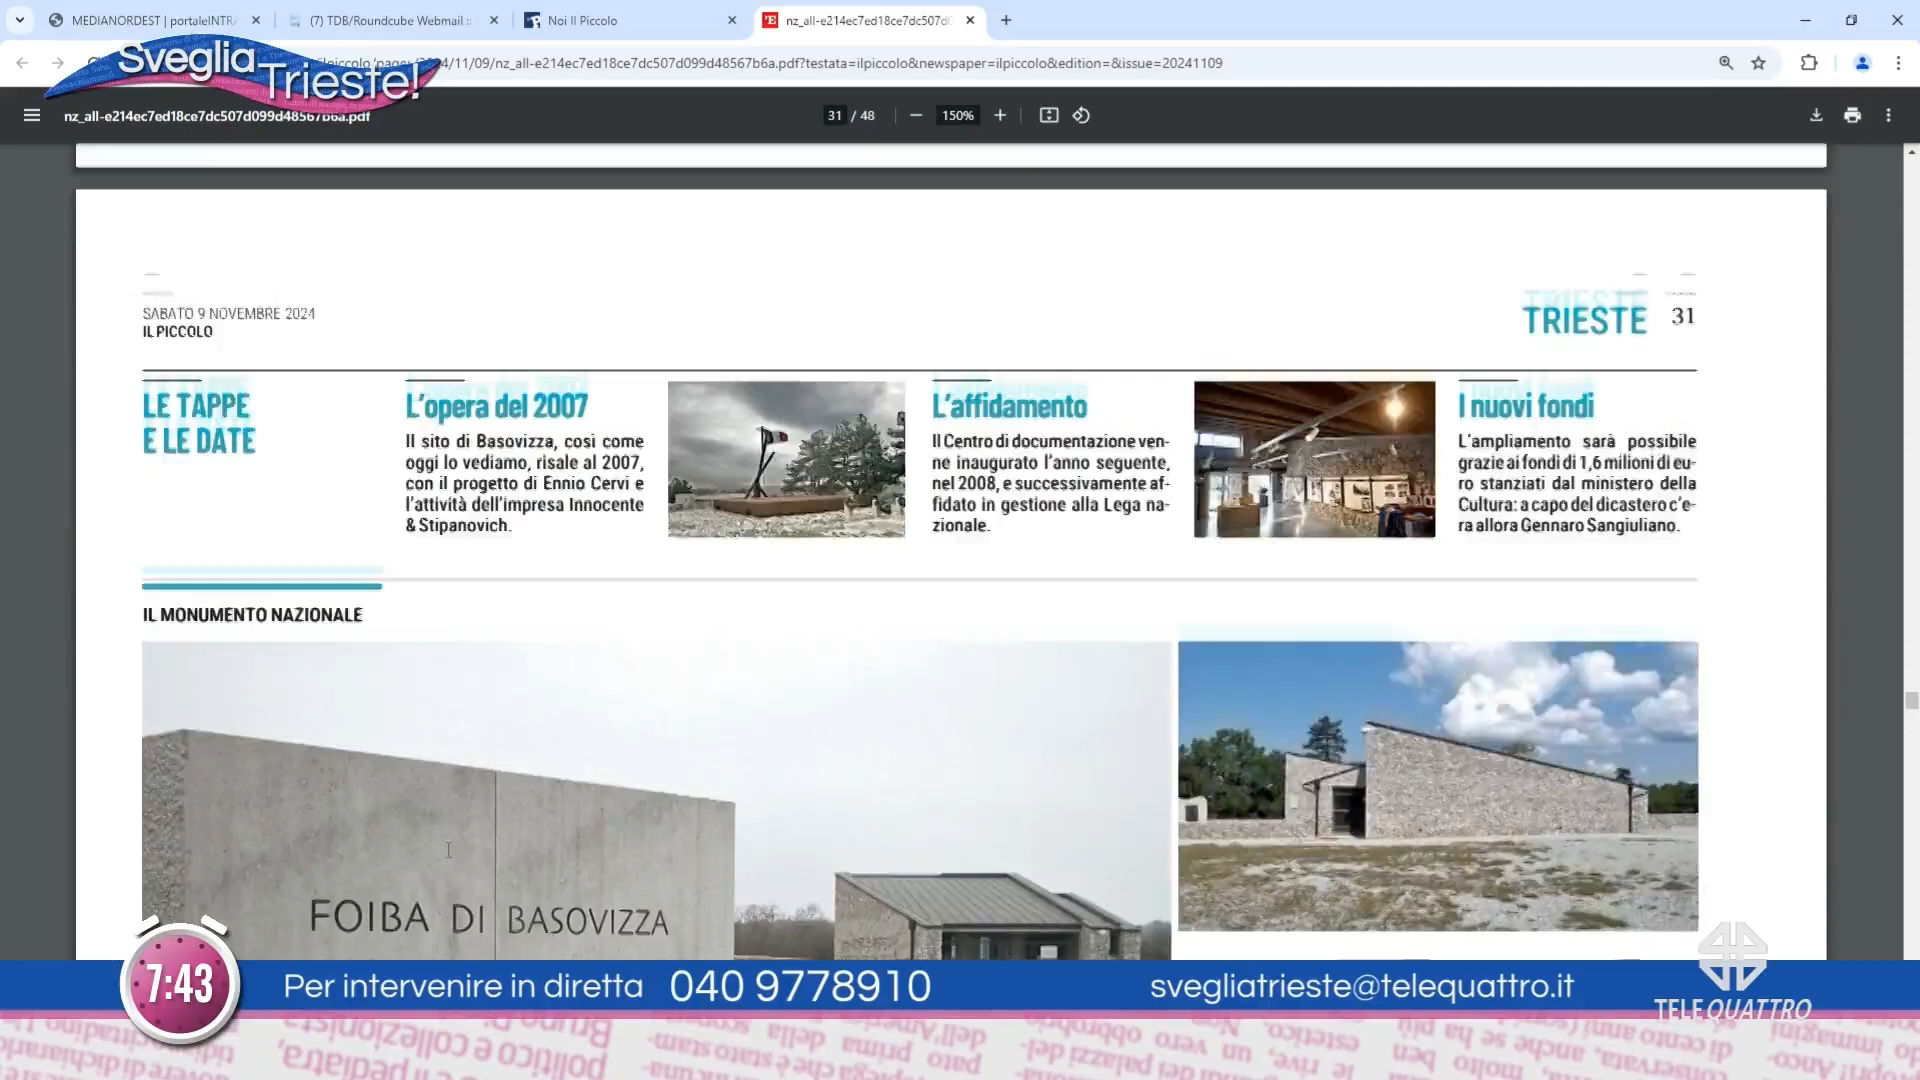 MEDIANORDEST | portaleINTRA
(7) TDB/Roundcube Webmail ::
Noi Il Piccolo
nz_all-e214ec7ed18ce7dc507d0
Sveglia
Trieste!
/11/09/nz_all-e214ec7ed18ce7dc507d099d48567b6a.pdf?testata=ilpiccolo&newspaper=ilpiccolo&edition=&issue=20241109
nz_all-e214ec7ed18ce7dc507d099d48567b6a.pdf
31 / 48
150%
SABATO 9 NOVEMBRE 2024
IL PICCOLO
TRIESTE 31
LE TAPPE
E LE DATE
L'opera del 2007
Il sito di Basovizza, così come
oggi lo vediamo, risale al 2007,
con il progetto di Ennio Cervi e
l'attività dell'impresa Innocente
& Stipanovich.
L'affidamento
Il Centro di documentazione ven-
ne inaugurato l'anno seguente,
nel 2008, e successivamente af-
fidato in gestione alla Lega na-
zionale.
I nuovi fondi
L'ampliamento sarà possibile
grazie ai fondi di 1,6 milioni di eu-
ro stanziati dal ministero della
Cultura: a capo del dicastero c'e-
ra allora Gennaro Sangiuliano.
IL MONUMENTO NAZIONALE
FOIBA DI BASOVIZZA
7:43
Per intervenire in diretta 040 9778910
svegliatrieste@telequattro.it
TELEQUATTRO